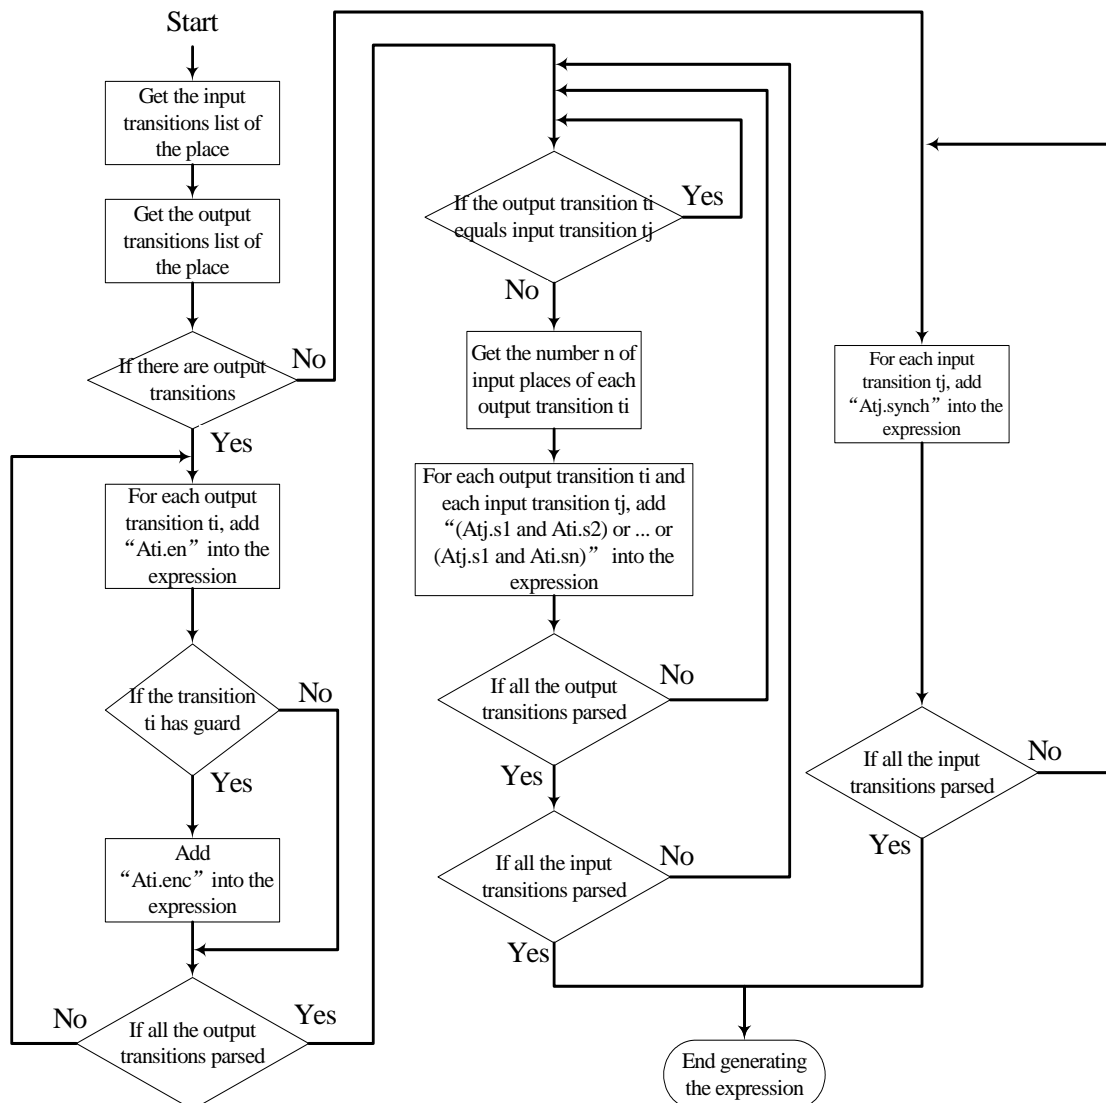 Start
Get the input
transitions list of
the place
Get the output
transitions list of
the place
If there are output
transitions
No
Yes
For each output
transition ti, add
“Ati.en” into the
expression
If the transition
ti has guard
No
Yes
Add
“Ati.enc” into the
expression
If all the output
transitions parsed
No
Yes
If the output transition ti
equals input transition tj
Yes
No
Get the number n of
input places of each
output transition ti
For each output transition ti and
each input transition tj, add
“(Atj.s1 and Ati.s2) or ... or
(Atj.s1 and Ati.sn)” into the
expression
If all the output
transitions parsed
No
Yes
If all the input
transitions parsed
No
Yes
For each input
transition tj, add
“Atj.synch” into the
expression
If all the input
transitions parsed
No
Yes
End generating
the expression